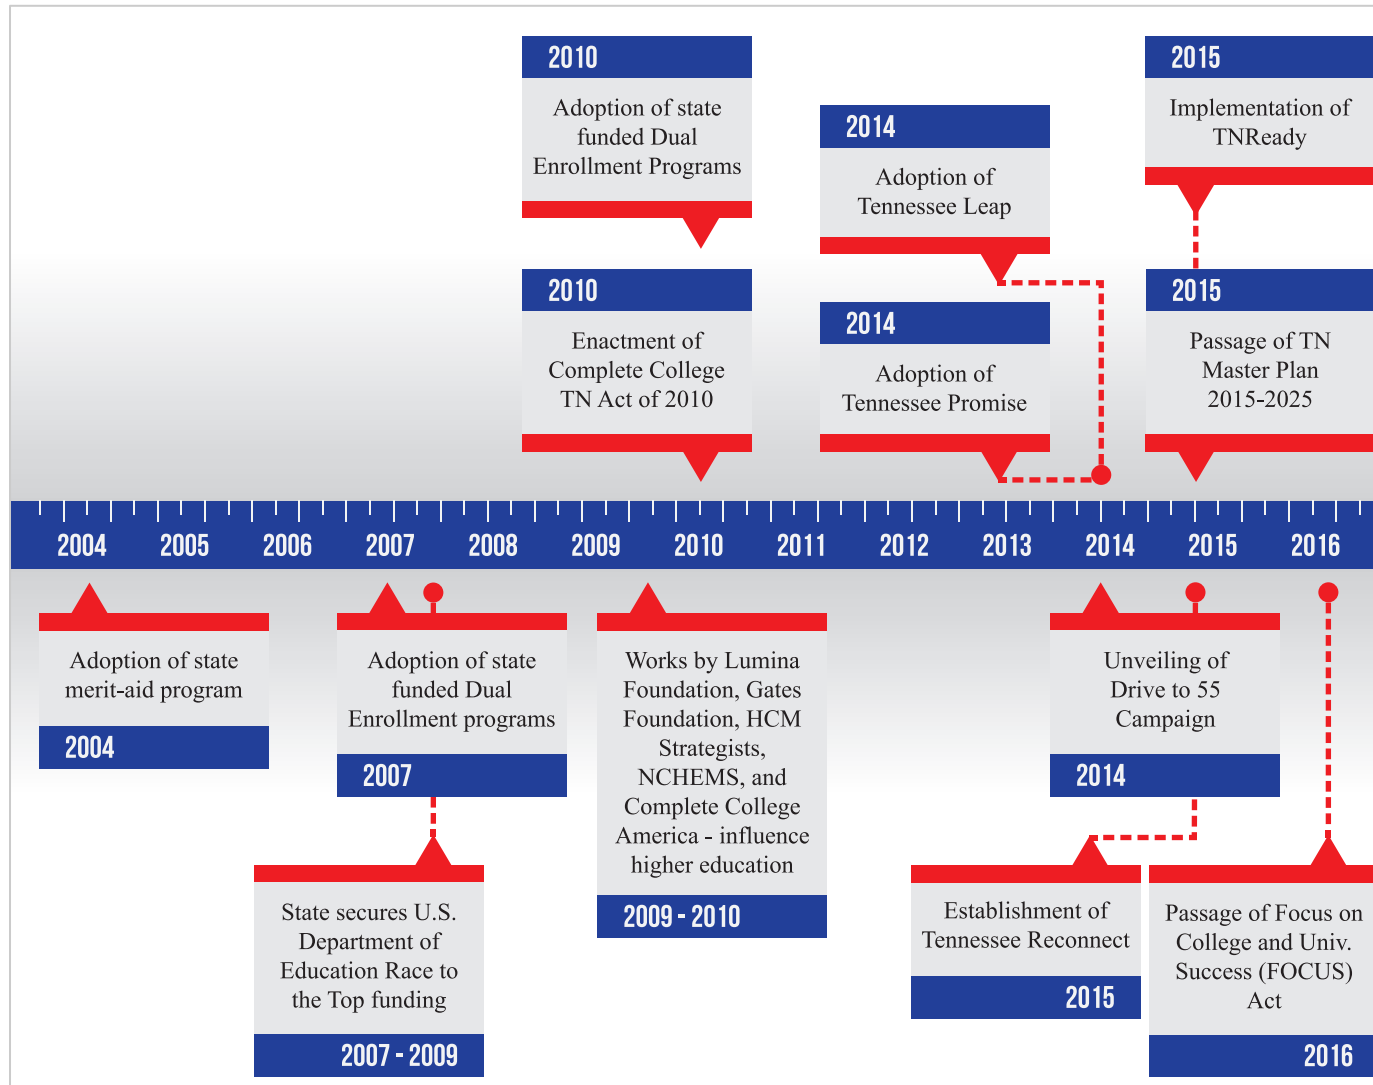 2010
Adoption of state
funded Dual
Enrollment Programs
2010
Enactment of
Complete College
TN Act of 2010
2014
Adoption of
Tennessee Leap
2014
Adoption of
Tennessee Promise
2015
Implementation of
TNReady
2015
Passage of TN
Master Plan
2015-2025
2004 2005 2006 2007 2008 2009 2010 2011 2012 2013 2014 2015 2016
Adoption of state
merit-aid program
2004
Adoption of state
funded Dual
Enrollment programs
2007
State secures U.S.
Department of
Education Race to
the Top funding
2007 - 2009
Works by Lumina
Foundation, Gates
Foundation, HCM
Strategists,
NCHEMS, and
Complete College
America - influence
higher education
2009 - 2010
Unveiling of
Drive to 55
Campaign
2014
Establishment of
Tennessee Reconnect
2015
Passage of Focus on
College and Univ.
Success (FOCUS)
Act
2016